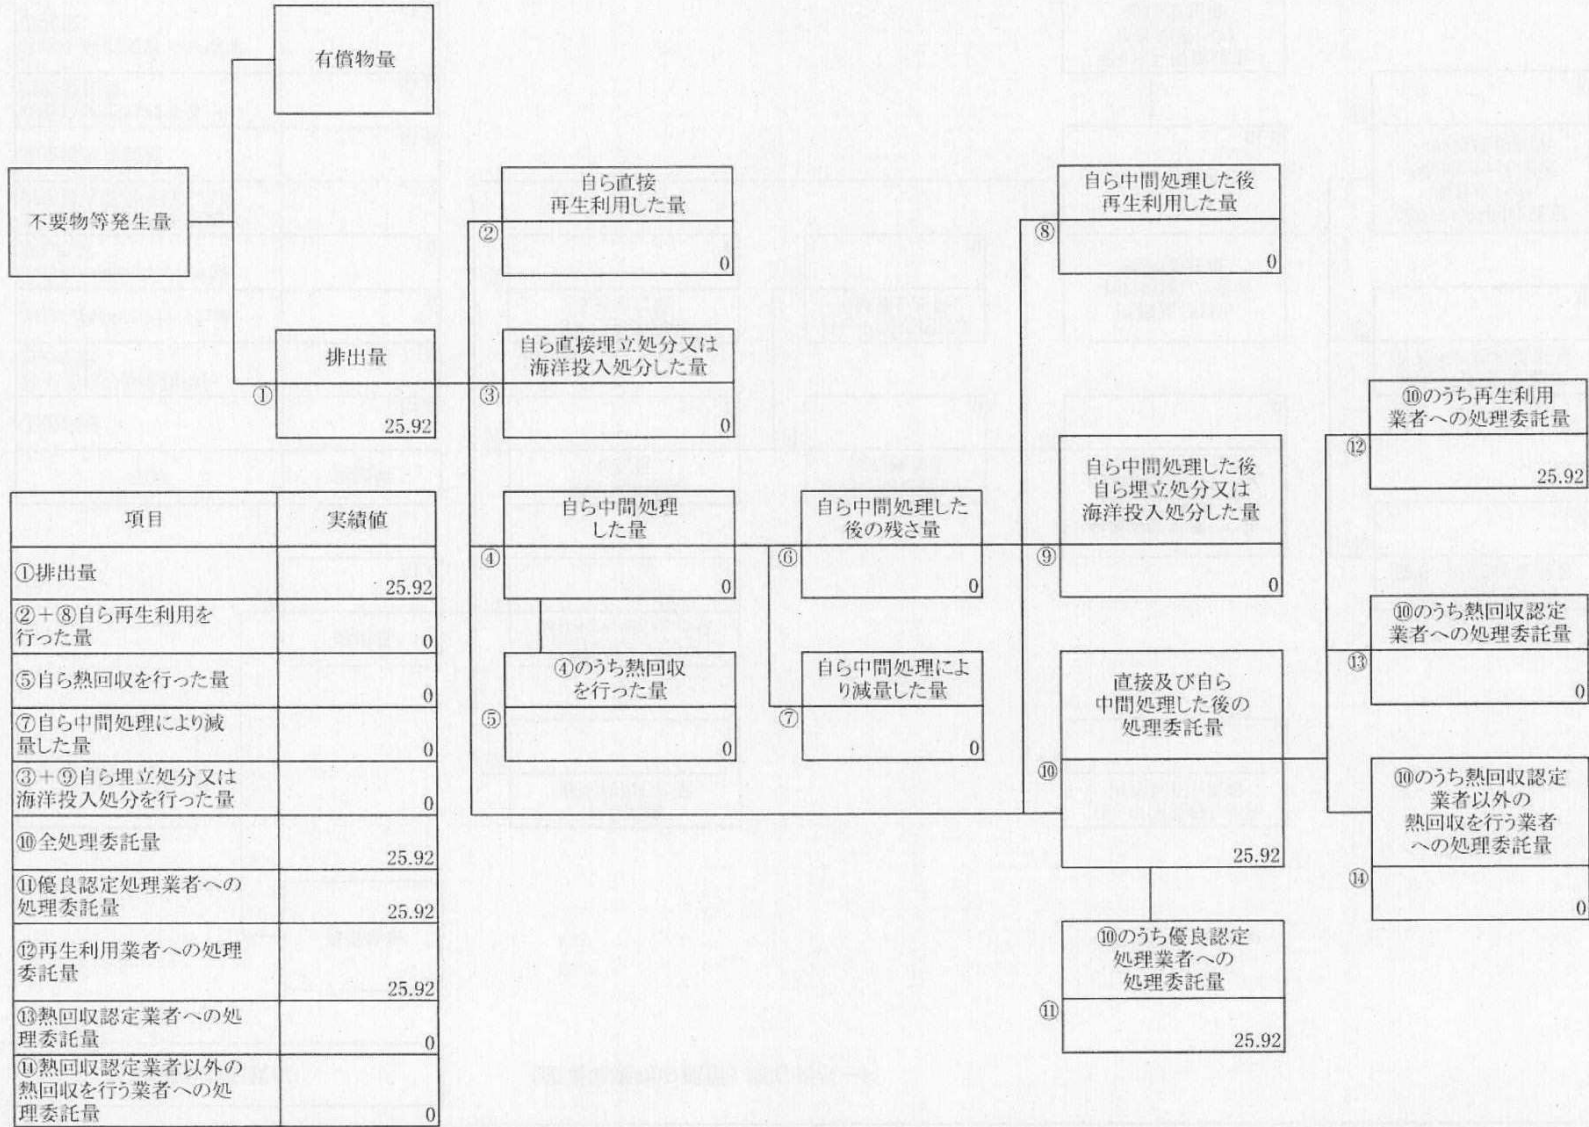 有償物量
不要物等発生量
排出量
①
25.92
自ら直接
再生利用した量
②
0
自ら直接埋立処分又は
海洋投入処分した量
③
0
自ら中間処理
した量
④
0
④のうち熱回収
を行った量
⑤
0
自ら中間処理した
後の残さ量
⑥
0
自ら中間処理によ
り減量した量
⑦
0
自ら中間処理した後
再生利用した量
⑧
0
自ら中間処理した後
自ら埋立処分又は
海洋投入処分した量
⑨
0
直接及び自ら
中間処理した後の
処理委託量
⑩
25.92
⑩のうち優良認定
処理業者への
処理委託量
⑪
25.92
⑩のうち再生利用
業者への処理委託量
⑫
25.92
⑩のうち熱回収認定
業者への処理委託量
⑬
0
⑩のうち熱回収認定
業者以外の
熱回収を行う業者
への処理委託量
⑭
0
項目 実績値
①排出量
25.92
②+⑧自ら再生利用を
行った量
0
⑤自ら熱回収を行った量
0
⑦自ら中間処理により減
量した量
0
③+⑨自ら埋立処分又は
海洋投入処分を行った量
0
⑩全処理委託量
25.92
⑪優良認定処理業者への
処理委託量
25.92
⑫再生利用業者への処理
委託量
25.92
⑬熱回収認定業者への処
理委託量
0
⑭熱回収認定業者以外の
熱回収を行う業者への処
理委託量
0